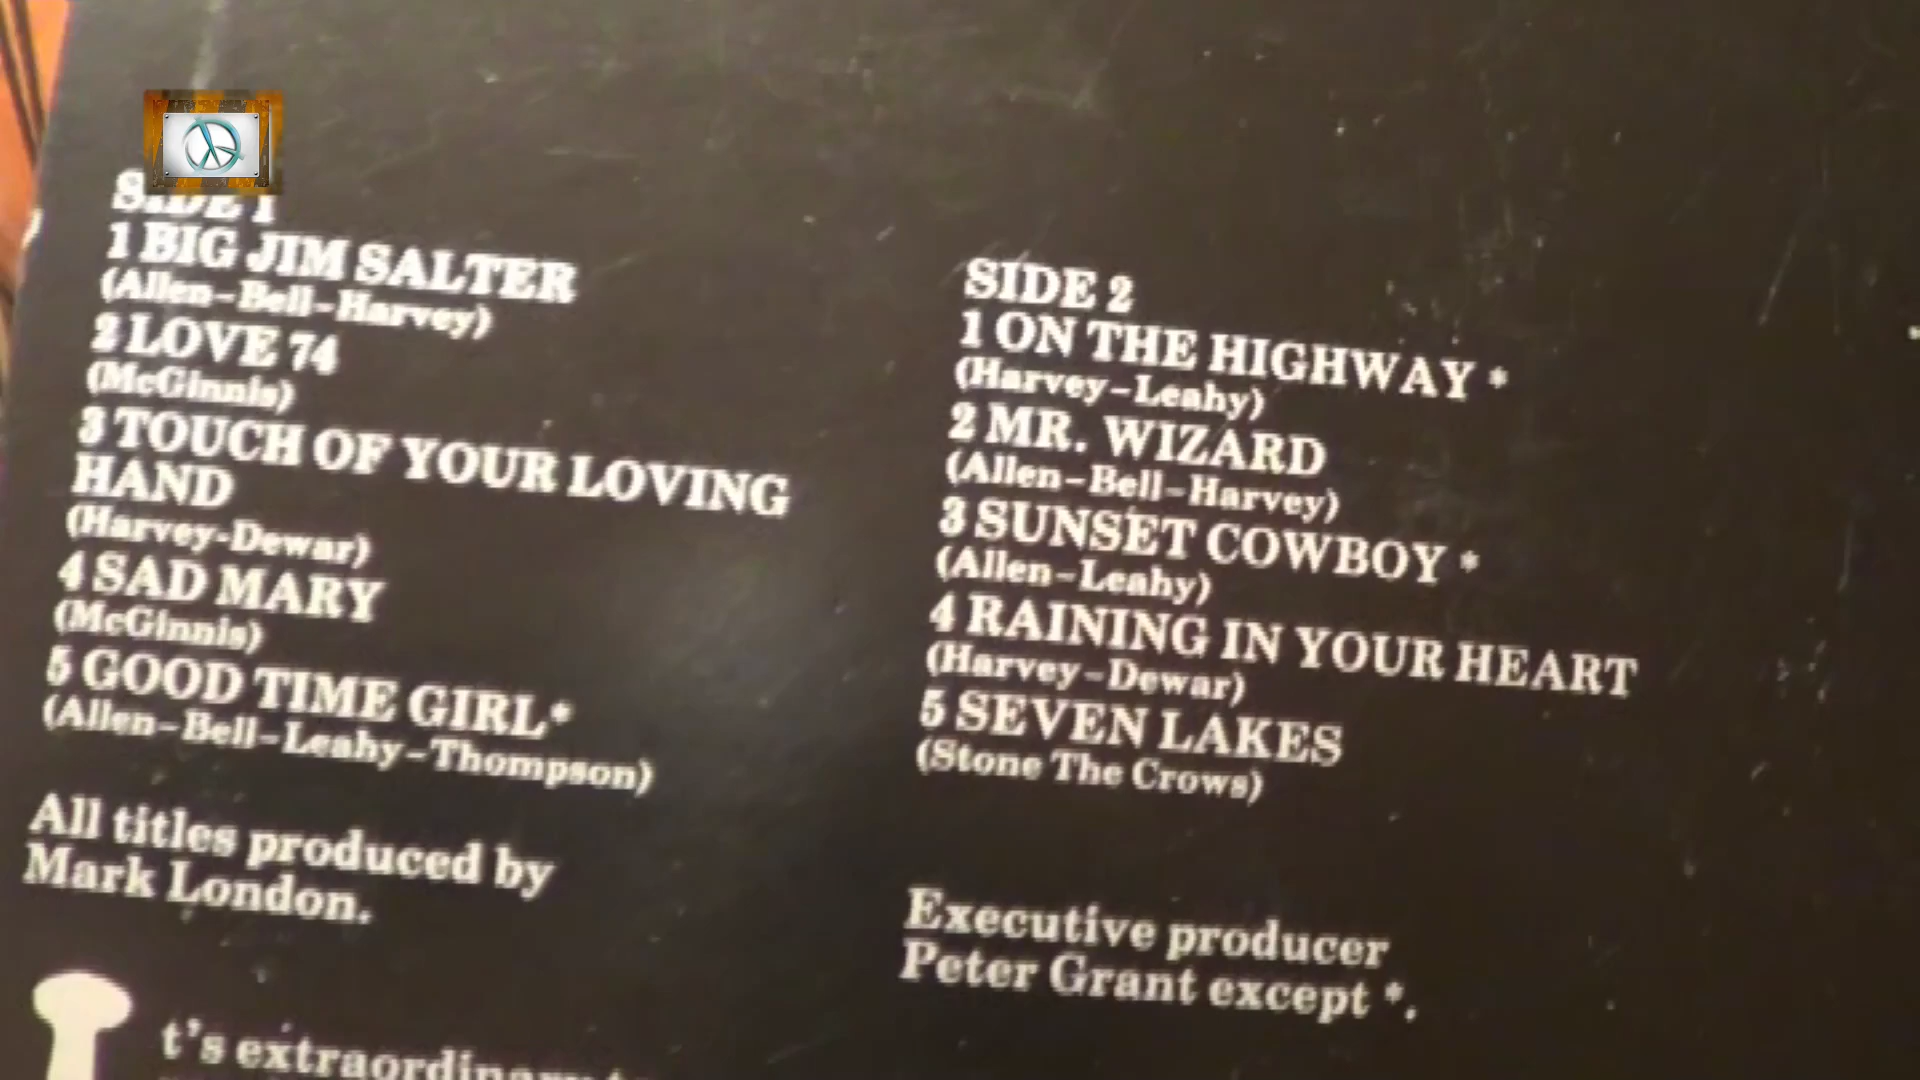 SIDE 1
1 BIG JIM SALTER
(Allen-Bell-Harvey)
2 LOVE 74
(McGinnis)
3 TOUCH OF YOUR LOVING
HAND
(Harvey-Dewar)
4 SAD MARY
(McGinnis)
5 GOOD TIME GIRL*
(Allen-Bell-Leahy-Thompson)
All titles produced by
Mark London.
t's extraordinary
SIDE 2
1 ON THE HIGHWAY *
(Harvey-Leahy)
2 MR. WIZARD
(Allen-Bell-Harvey)
3 SUNSET COWBOY *
(Allen-Leahy)
4 RAINING IN YOUR HEART
(Harvey-Dewar)
5 SEVEN LAKES
(Stone The Crows)
Executive producer
Peter Grant except *.